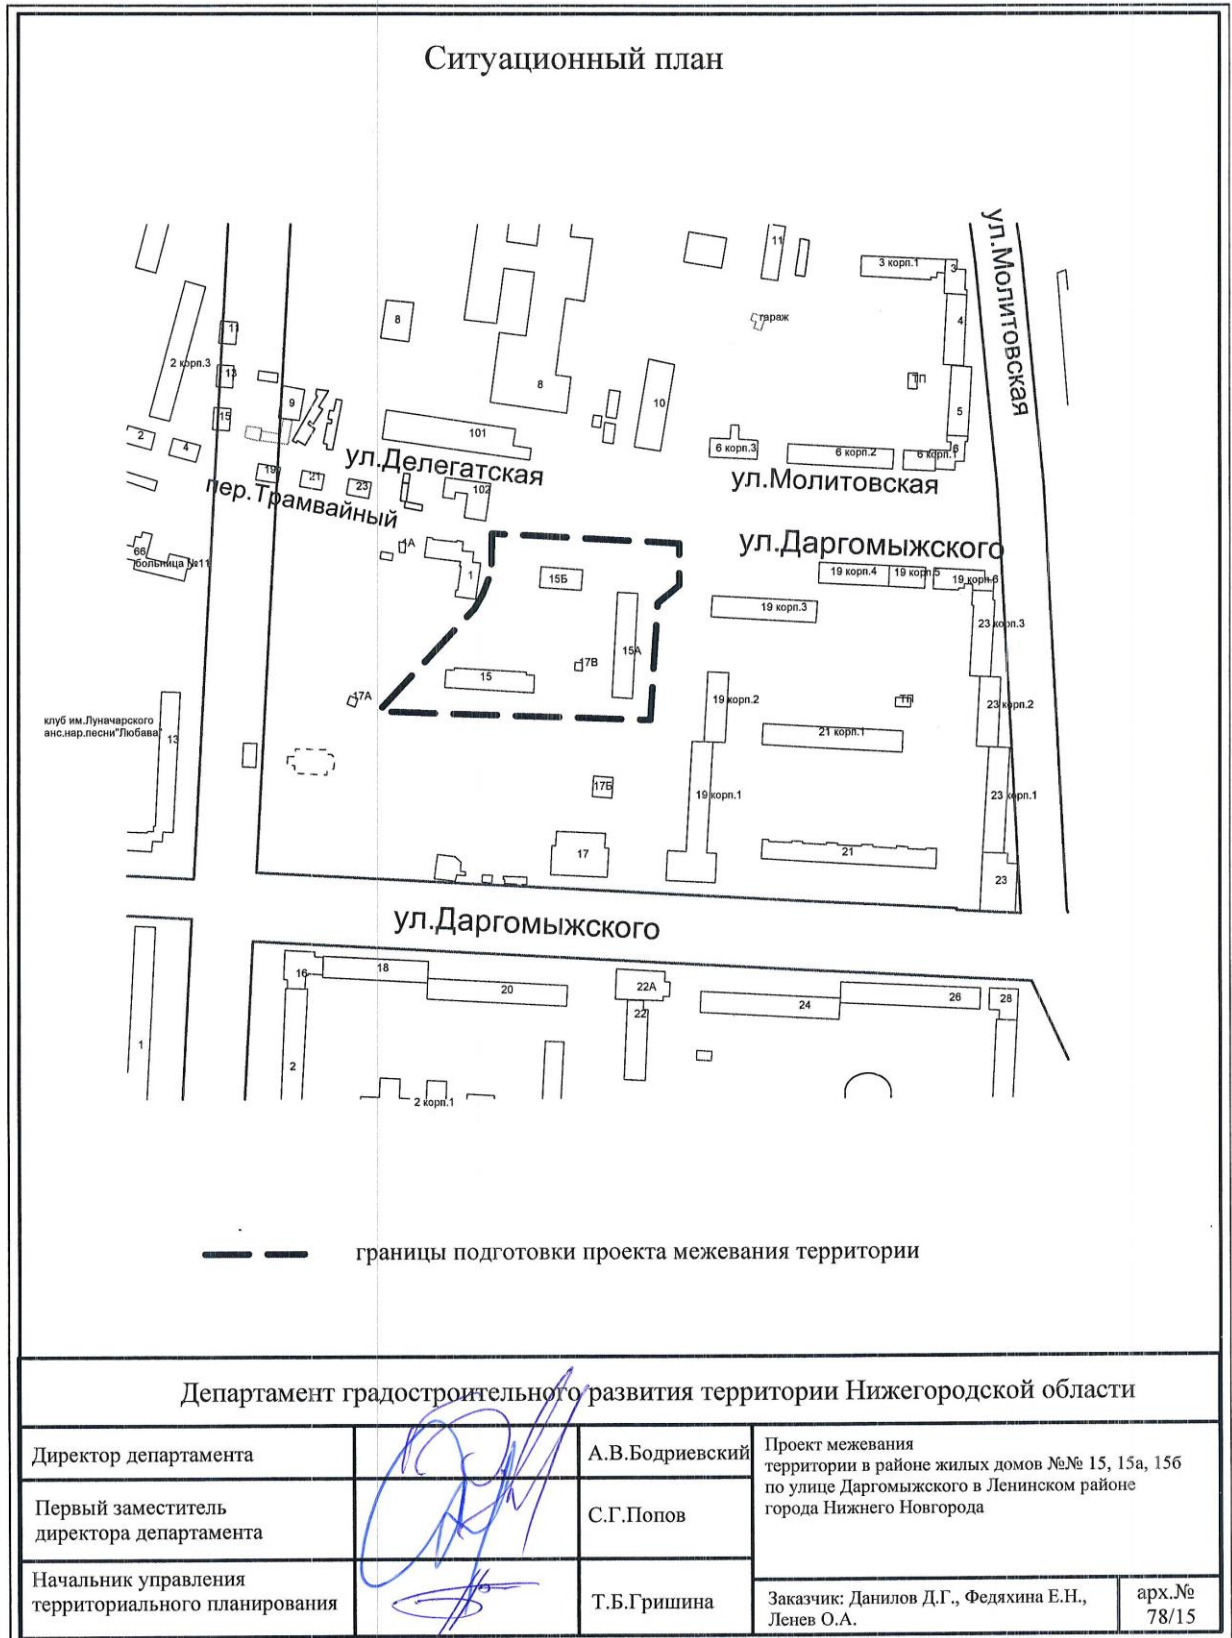 Ситуационный план
ул.Молитовская
11
3 корп.1
3
8
гараж
4
11
2 корп.3
13
8
ТП
9
10
5
15
101
2
4
6 корп.3
6 корп.2
6 корп.1
6
ул.Делегатская
ул.Молитовская
19
21
23
102
пер.Трамвайный
ул.Даргомыжского
1А
66
больница №11
1
15Б
19 корп.4
19 корп.5
19 корп.6
19 корп.3
23 корп.3
15А
17В
15
17А
19 корп.2
ТП
23 корп.2
клуб им.Луначарского
анс.нар.песни"Любава"
13
21 корп.1
17Б
19 корп.1
23 корп.1
17
21
23
ул.Даргомыжского
16
18
20
22А
22
24
26
28
1
2
2 корп.1
границы подготовки проекта межевания территории
Департамент градостроительного развития территории Нижегородской области
Директор департамента
А.В.Бодриевский
Первый заместитель
директора департамента
С.Г.Попов
Начальник управления
территориального планирования
Т.Б.Гришина
Проект межевания
территории в районе жилых домов №№ 15, 15а, 15б
по улице Даргомыжского в Ленинском районе
города Нижнего Новгорода
Заказчик: Данилов Д.Г., Федяхина Е.Н.,
Ленев О.А.
арх.№
78/15